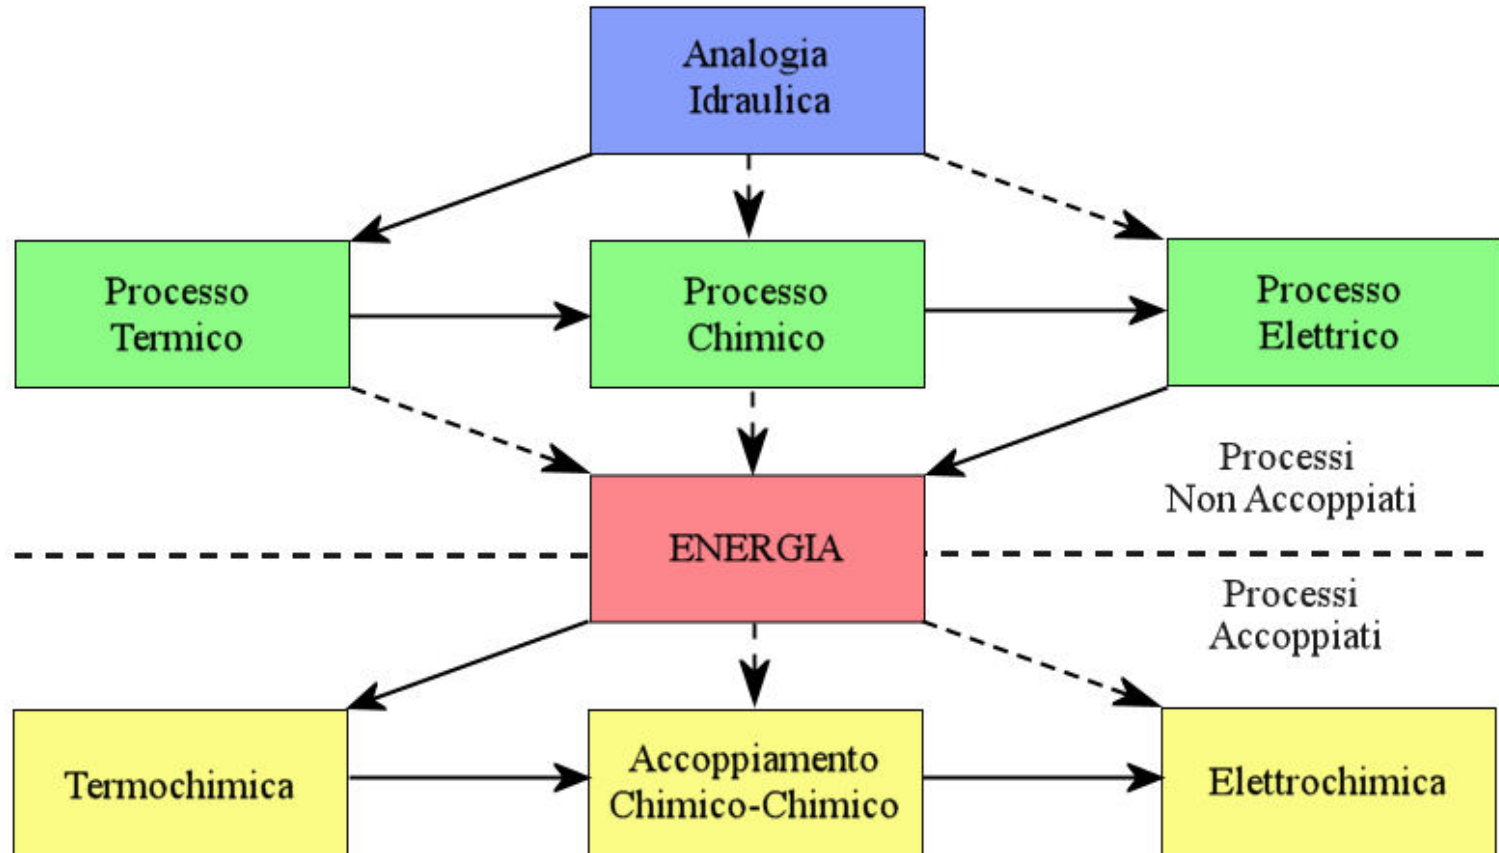 Analogia
Idraulica
Processo
Termico
Processo
Chimico
Processo
Elettrico
Processi
Non Accoppiati
ENERGIA
Processi
Accoppiati
Termochimica
Accoppiamento
Chimico-Chimico
Elettrochimica